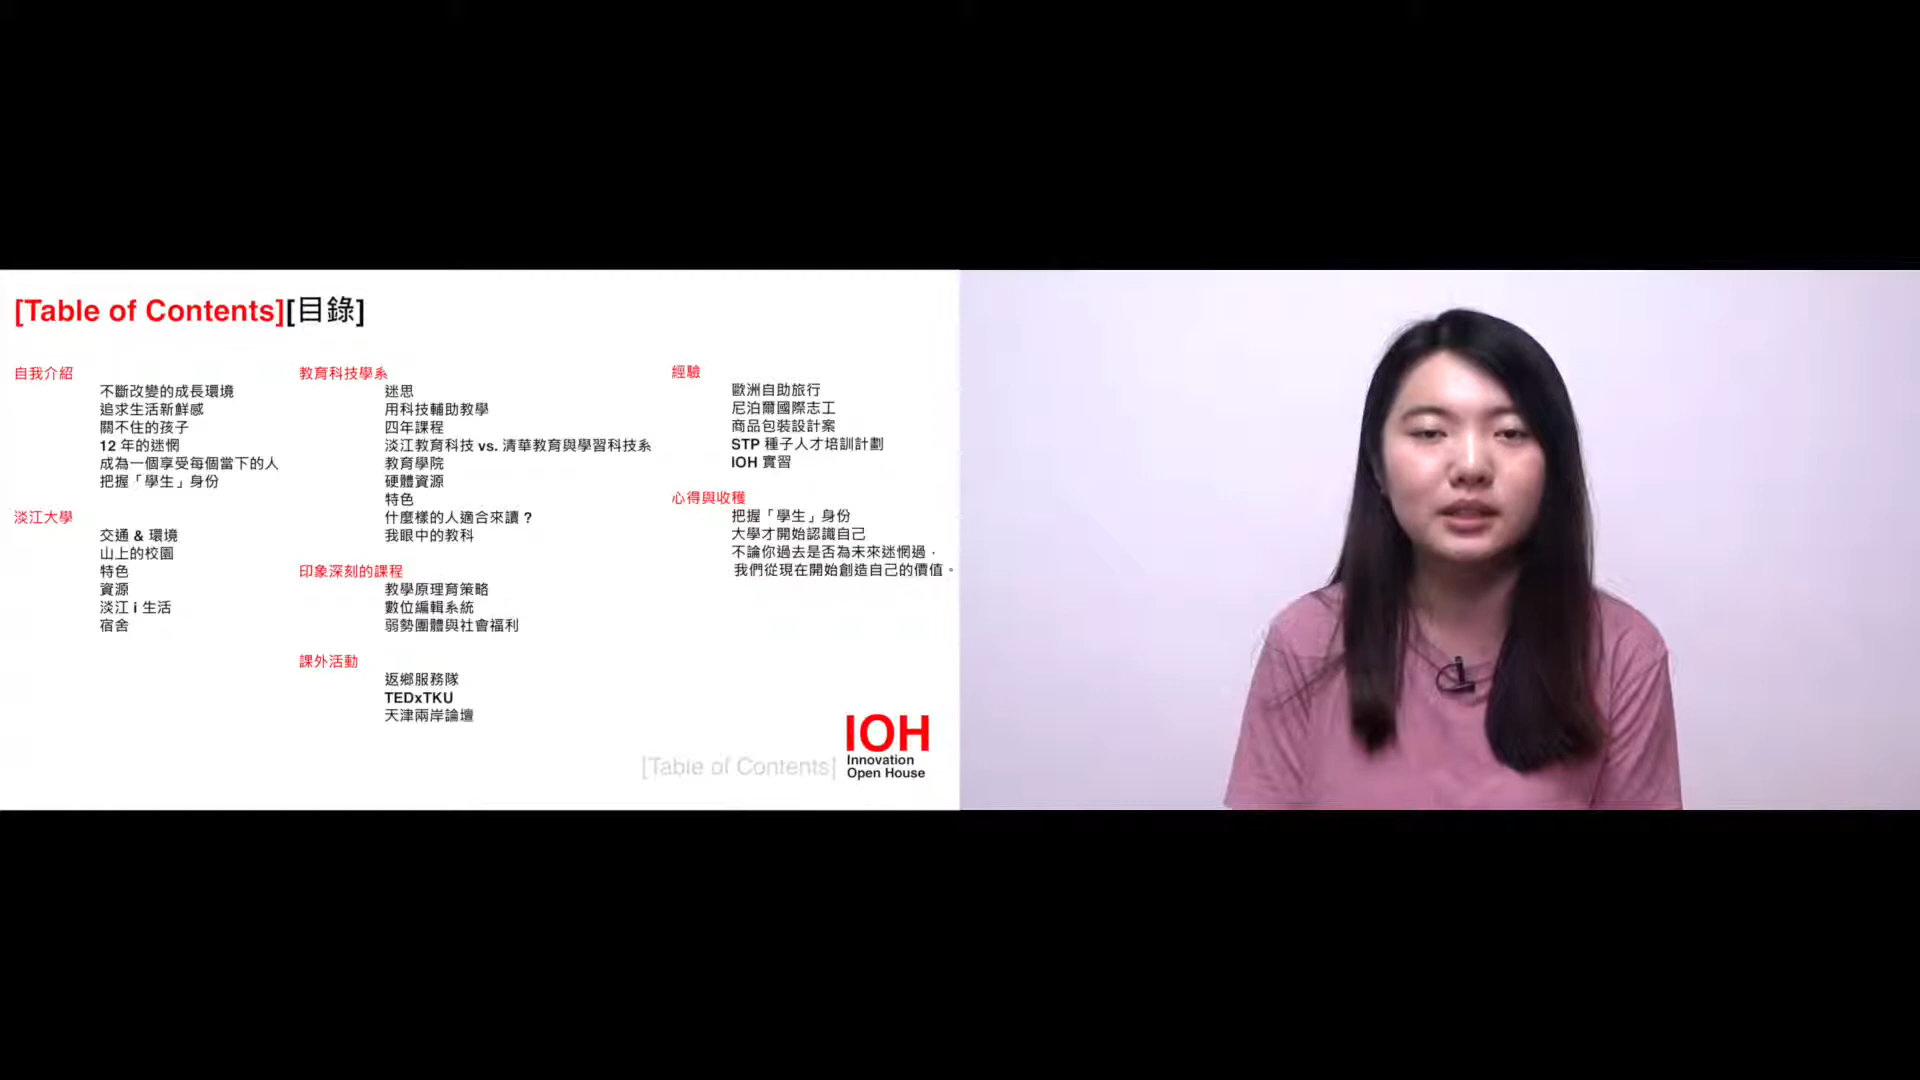 [Table of Contents][目錄]
自我介紹
不斷改變的成長環境
追求生活新鮮感
關不住的孩子
12 年的迷惘
成為一個享受每個當下的人
把握「學生」身份
淡江大學
交通 & 環境
山上的校園
特色
資源
淡江 i 生活
宿舍
教育科技學系
迷思
用科技輔助教學
四年課程
淡江教育科技 vs. 清華教育與學習科技系
教育學院
硬體資源
特色
什麼樣的人適合來讀？
我眼中的教科
印象深刻的課程
教學原理育策略
數位編輯系統
弱勢團體與社會福利
課外活動
返鄉服務隊
TEDxTKU
天津兩岸論壇
經驗
歐洲自助旅行
尼泊爾國際志工
商品包裝設計案
STP 種子人才培訓計劃
IOH 實習
心得與收穫
把握「學生」身份
大學才開始認識自己
不論你過去是否為未來迷惘過，
我們從現在開始創造自己的價值。
[Table of Contents]
IOH
Innovation
Open House